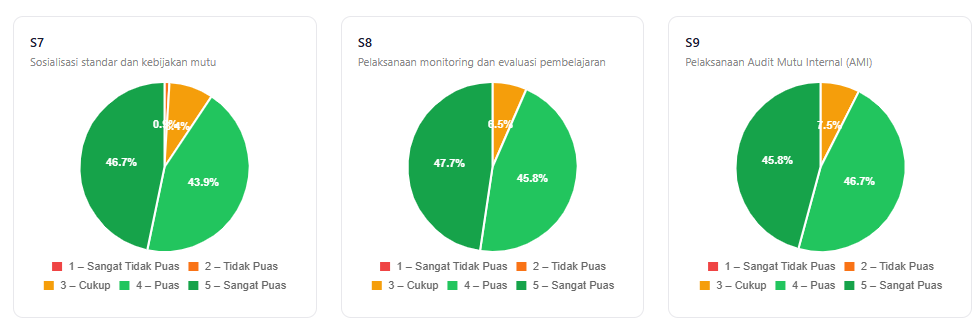 S7
Sosialisasi standar dan kebijakan mutu
46.7%
43.9%
1 – Sangat Tidak Puas 2 – Tidak Puas
3 – Cukup 4 – Puas 5 – Sangat Puas
S8
Pelaksanaan monitoring dan evaluasi pembelajaran
6.5%
47.7%
45.8%
1 – Sangat Tidak Puas 2 – Tidak Puas
3 – Cukup 4 – Puas 5 – Sangat Puas
S9
Pelaksanaan Audit Mutu Internal (AMI)
7.5%
45.8%
46.7%
1 – Sangat Tidak Puas 2 – Tidak Puas
3 – Cukup 4 – Puas 5 – Sangat Puas